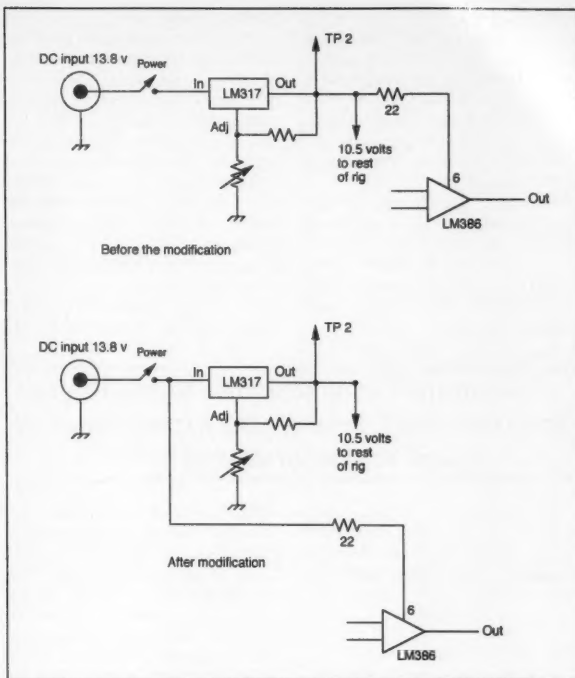 DC input 13.8 v
Power
In
LM317
Out
Adj
TP 2
22
10.5 volts
to rest
of rig
6
Out
LM386
Before the modification
DC input 13.8 v
Power
In
LM317
Out
Adj
TP 2
10.5 volts
to rest
of rig
22
After modification
6
Out
LM386